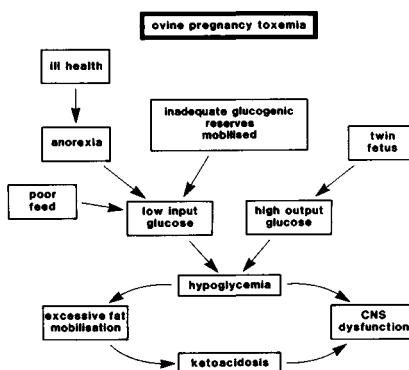 ovine pregnancy toxemia
ill health
inadequate glucogenic
reserves
mobilised
anorexia
twin
fetus
poor
feed
low input
glucose
high output
glucose
hypoglycemia
excessive fat
mobilisation
CNS
dysfunction
ketoacidosis